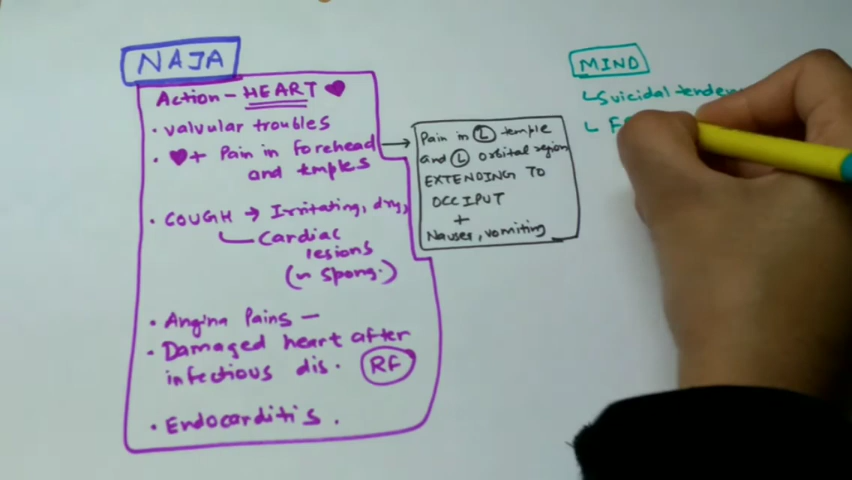 NAJA
Action - HEART ♥
• valvular troubles
• ♥+ Pain in forehead
and temples
• COUGH → Irritating, dry,
Cardiac
lesions
(n spong.)
• Angina Pains —
• Damaged heart after
infectious dis. RF
• Endocarditis.
Pain in L temple
and L orbital region
EXTENDING TO
OCCIPUT
+
Nausea, vomiting
MIND
Suicidal